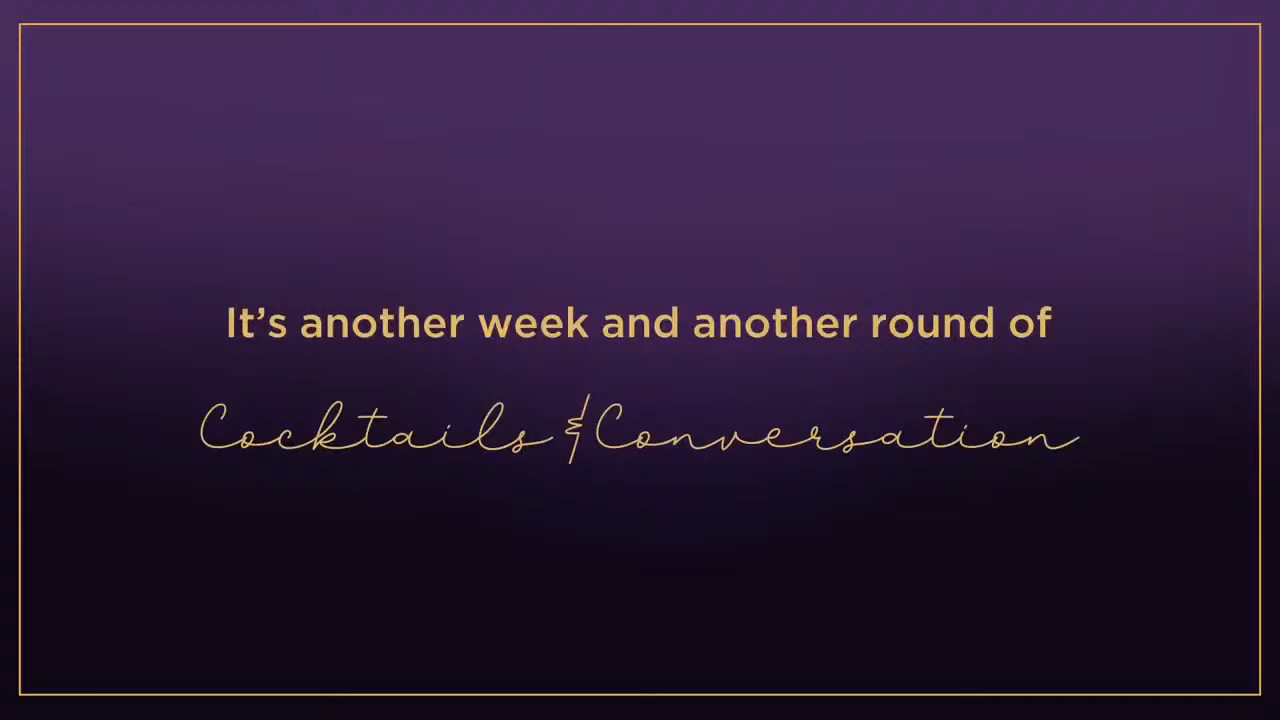 It’s another week and another round of
Cocktails & Conversation